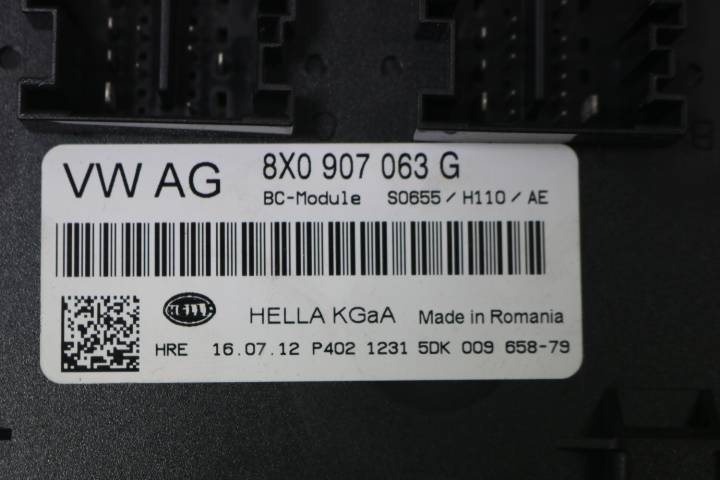 VW AG 8X0 907 063 G
BC-Module S0655 / H110 / AE
HELLA HELLA KGaA Made in Romania
HRE 16.07.12 P402 1231 5DK 009 658-79